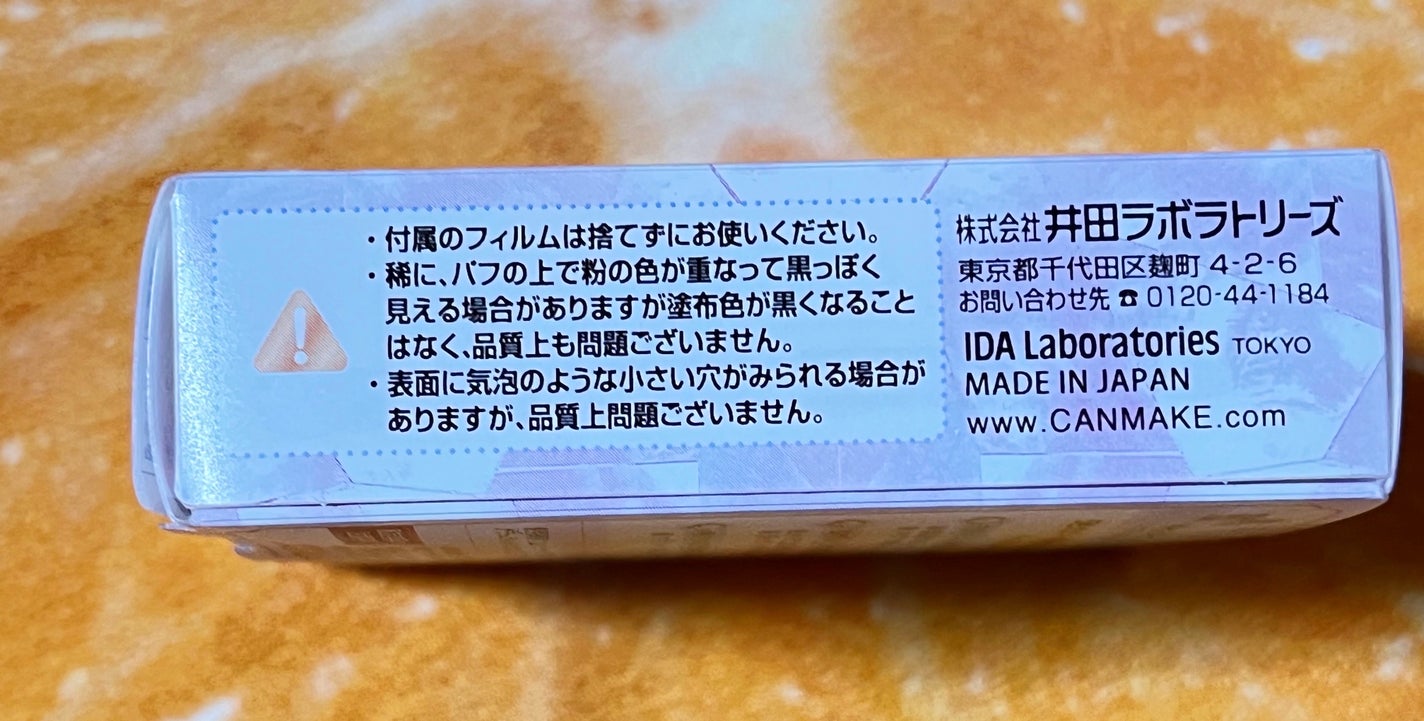 ・付属のフィルムは捨てずにお使いください。
・稀に、パフの上で粉の色が重なって黒っぽく
見える場合がありますが塗布色が黒くなること
はなく、品質上も問題ございません。
・表面に気泡のような小さい穴がみられる場合が
ありますが、品質上問題ございません。
株式会社井田ラボラトリーズ
東京都千代田区麹町 4-2-6
お問い合わせ先 ☎ 0120-44-1184
IDA Laboratories TOKYO
MADE IN JAPAN
www.CANMAKE.com